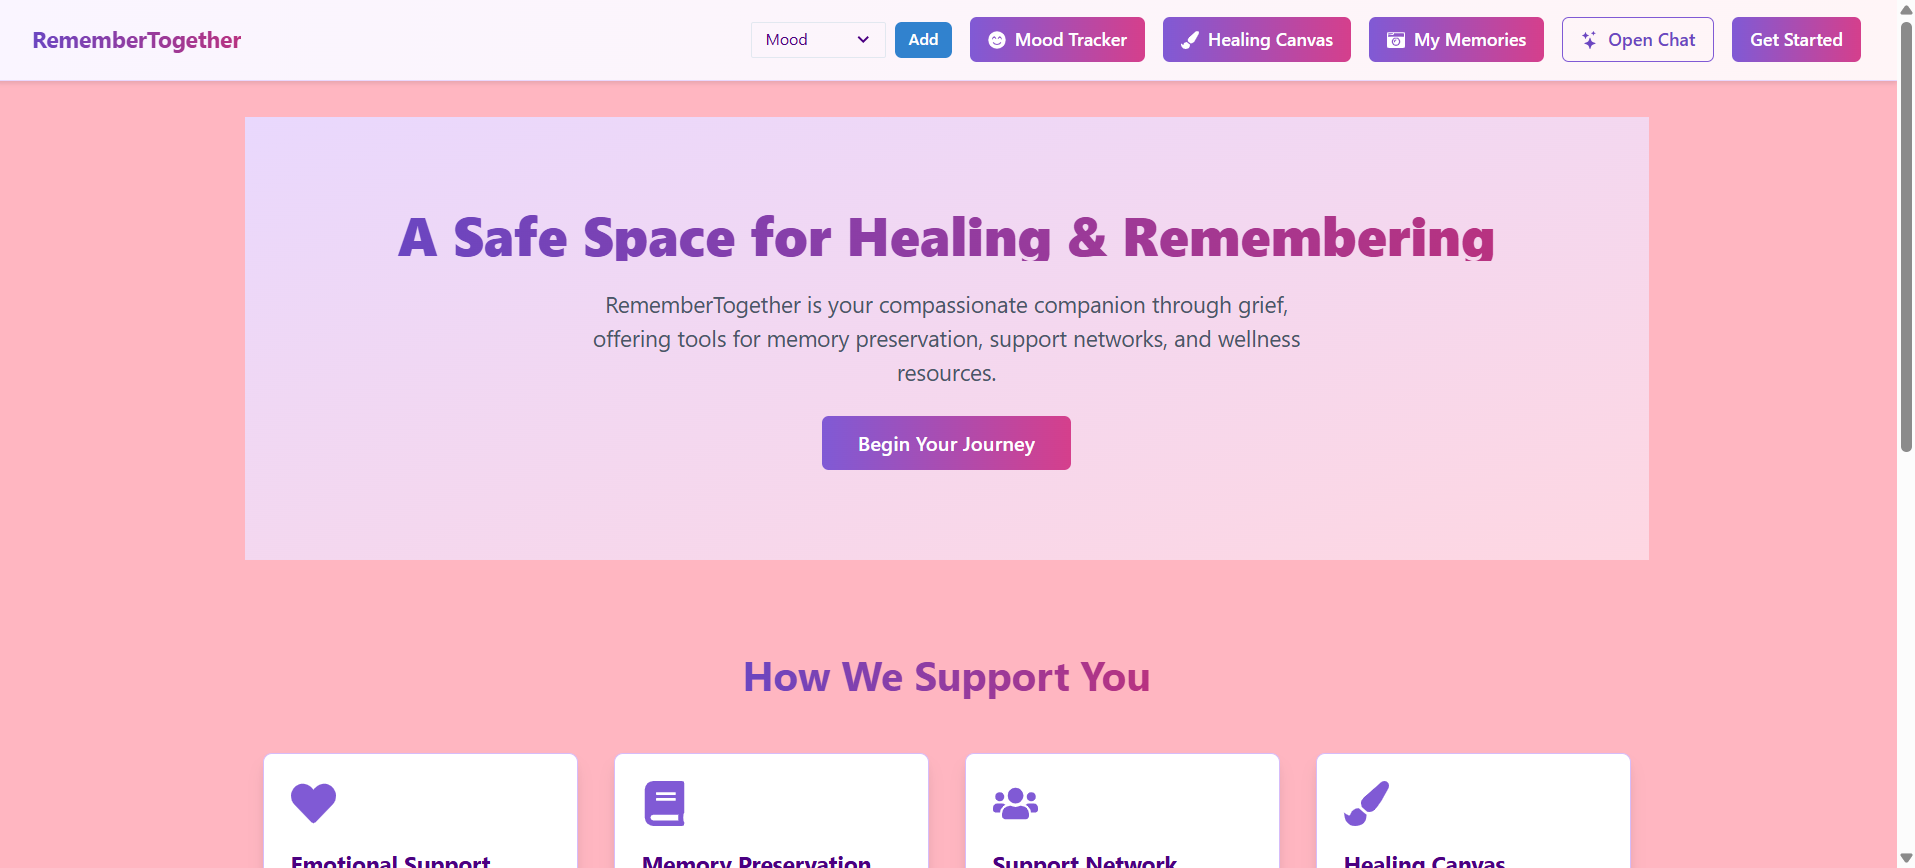 RememberTogether
Mood
Add
Mood Tracker
Healing Canvas
My Memories
Open Chat
Get Started
A Safe Space for Healing & Remembering
RememberTogether is your compassionate companion through grief,
offering tools for memory preservation, support networks, and wellness
resources.
Begin Your Journey
How We Support You
Emotional Support
Memory Preservation
Support Network
Healing Canvas